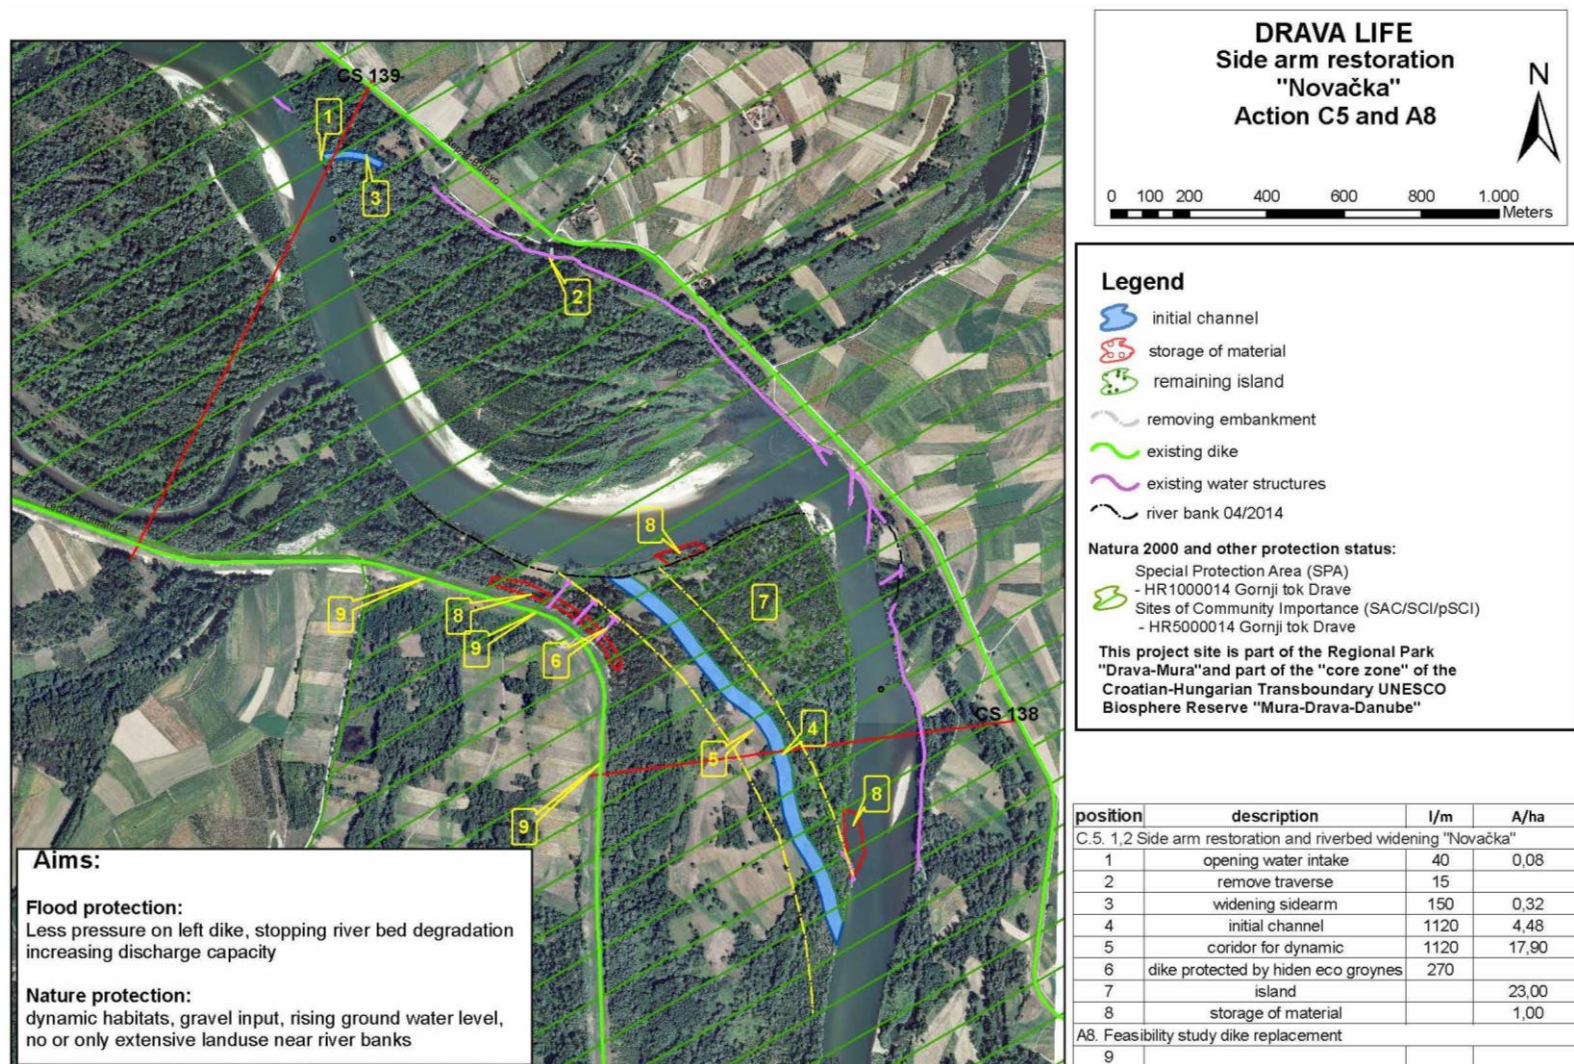 DRAVA LIFE
Side arm restoration
"Novačka"
Action C5 and A8
N
0 100 200 400 600 800 1.000
Meters
CS 139
1
3
2
8
7
9
8
9
6
CS 138
4
5
8
9
Legend
initial channel
storage of material
remaining island
removing embankment
existing dike
existing water structures
river bank 04/2014
Natura 2000 and other protection status:
Special Protection Area (SPA)
- HR1000014 Gornji tok Drave
Sites of Community Importance (SAC/SCI/pSCI)
- HR5000014 Gornji tok Drave
This project site is part of the Regional Park
"Drava-Mura"and part of the "core zone" of the
Croatian-Hungarian Transboundary UNESCO
Biosphere Reserve "Mura-Drava-Danube"
position description l/m A/ha
C.5. 1,2 Side arm restoration and riverbed widening "Novačka"
1 opening water intake 40 0,08
2 remove traverse 15
3 widening sidearm 150 0,32
4 initial channel 1120 4,48
5 coridor for dynamic 1120 17,90
6 dike protected by hiden eco groynes 270
7 island 23,00
8 storage of material 1,00
A8. Feasibility study dike replacement
9
Aims:
Flood protection:
Less pressure on left dike, stopping river bed degradation
increasing discharge capacity
Nature protection:
dynamic habitats, gravel input, rising ground water level,
no or only extensive landuse near river banks